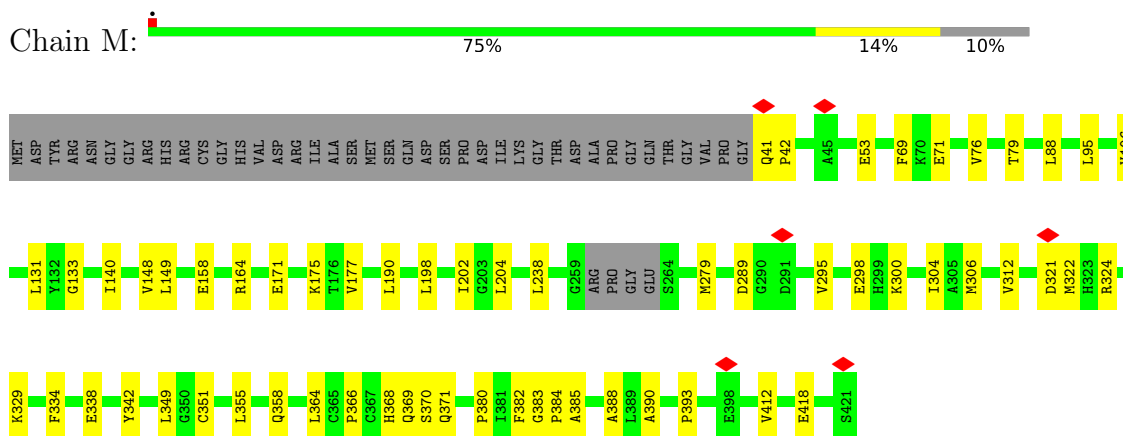 Chain M:
75% 14% 10%
MET ASP TYR ARG ASN GLY GLY ARG HIS ARG CYS GLY HIS VAL ASP ARG ILE ALA SER MET SER GLN ASP SER PRO ASP ILE LYS GLY THR THR ASP ALA PRO GLY GLN THR GLY VAL PRO GLY Q41 P42 A45 E53 F69 K70 E71 V76 T79 L88 L95
L131 Y132 G133 I140 V148 L149 E158 R164 E171 K175 T176 V177 L190 L198 I202 G203 L204 L238 G259 ARG PRO GLY GLU S264 M279 D289 G290 D291 V295 E298 H299 K300 I304 A305 M306 V312 D321 M322 H323 R324
K329 F334 E338 Y342 L349 G350 C351 L355 Q358 L364 C365 P366 C367 H368 Q369 S370 Q371 P380 I381 F382 G383 P384 A385 A388 L389 A390 P393 E398 V412 E418 S421